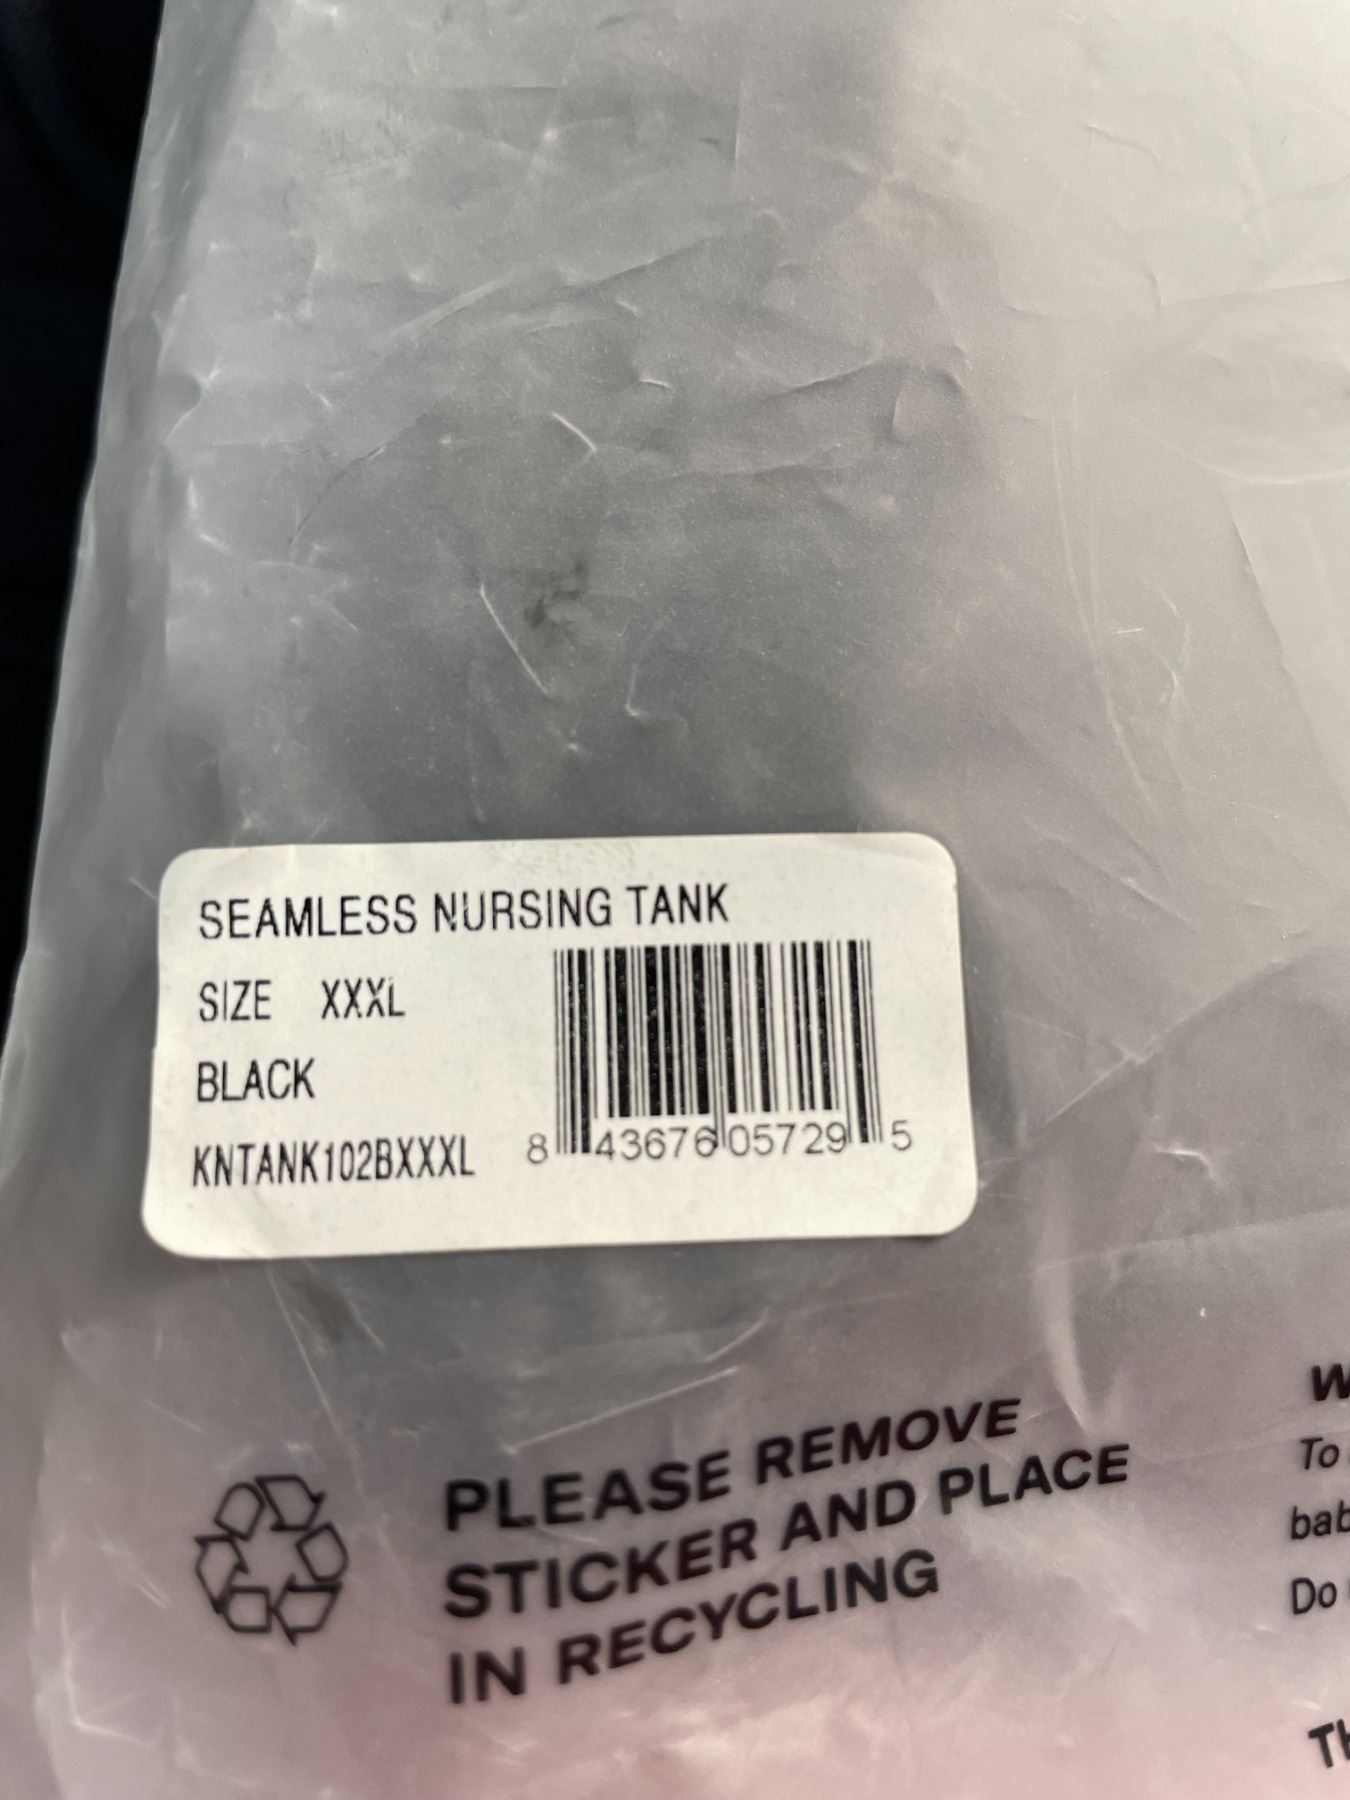 SEAMLESS NURSING TANK
SIZE XXXL
BLACK
KNTANK102BXXXL
8 43676 05729 5
PLEASE REMOVE
STICKER AND PLACE
IN RECYCLING
To
Do